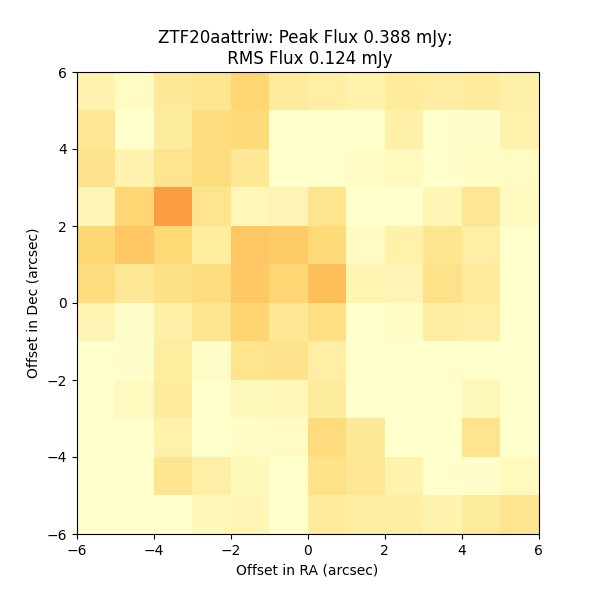 ZTF20aattriw: Peak Flux 0.388 mJy;
RMS Flux 0.124 mJy
6
4
2
0
−2
−4
−6
Offset in Dec (arcsec)
−6 −4 −2 0 2 4 6
Offset in RA (arcsec)